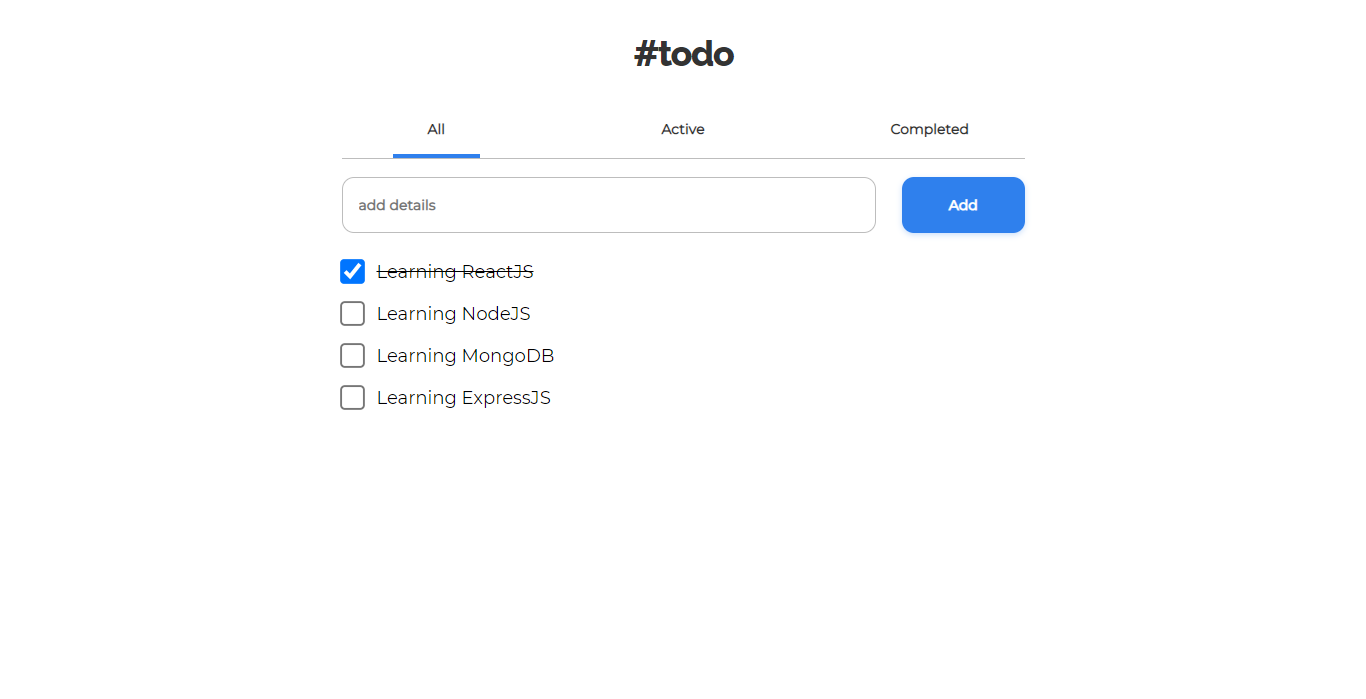 #todo
All Active Completed
add details Add
Learning ReactJS
Learning NodeJS
Learning MongoDB
Learning ExpressJS